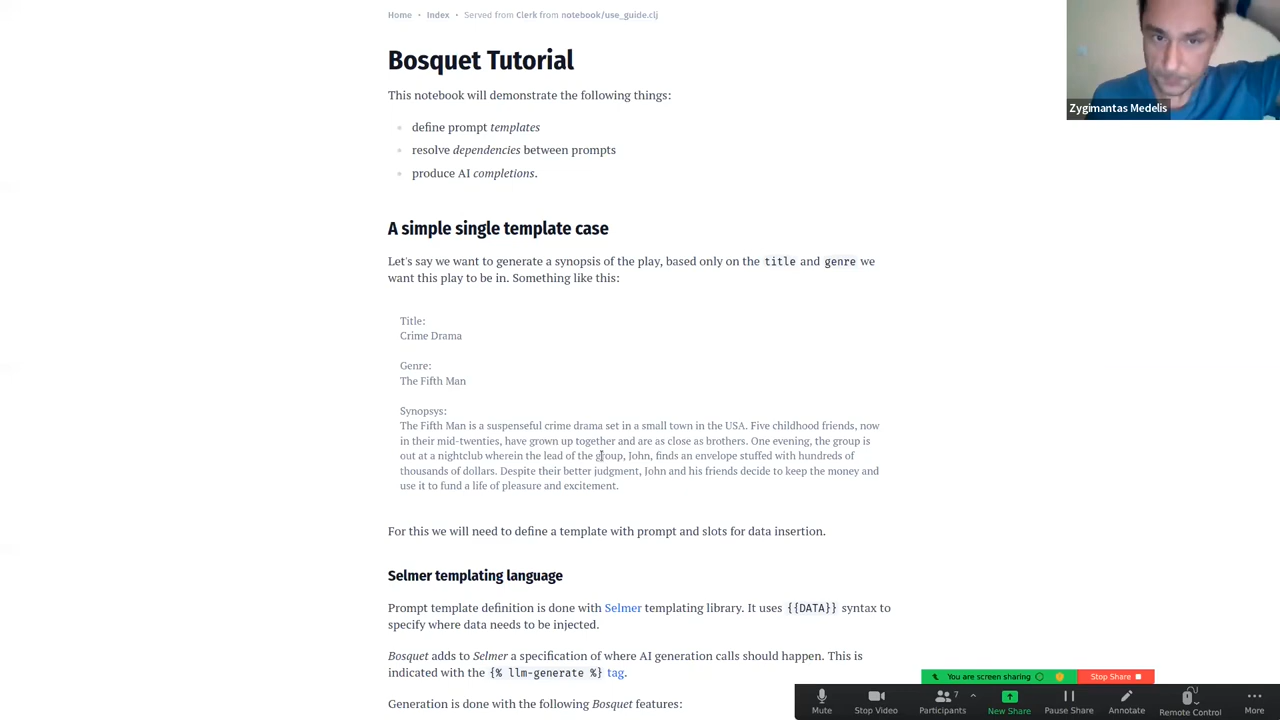 Home • Index • Served from Clerk from notebook/use_guide.clj
Bosquet Tutorial
This notebook will demonstrate the following things:
define prompt templates
resolve dependencies between prompts
produce AI completions.
A simple single template case
Let's say we want to generate a synopsis of the play, based only on the title and genre we
want this play to be in. Something like this:
Title:
Crime Drama
Genre:
The Fifth Man
Synopsys:
The Fifth Man is a suspenseful crime drama set in a small town in the USA. Five childhood friends, now
in their mid-twenties, have grown up together and are as close as brothers. One evening, the group is
out at a nightclub wherein the lead of the group, John, finds an envelope stuffed with hundreds of
thousands of dollars. Despite their better judgment, John and his friends decide to keep the money and
use it to fund a life of pleasure and excitement.
For this we will need to define a template with prompt and slots for data insertion.
Selmer templating language
Prompt template definition is done with Selmer templating library. It uses {{DATA}} syntax to
specify where data needs to be injected.
Bosquet adds to Selmer a specification of where AI generation calls should happen. This is
indicated with the {% llm-generate %} tag.
Generation is done with the following Bosquet features:
Zygimantas Medelis
You are screen sharing
Stop Share
Mute
Stop Video
7
Participants
New Share
Pause Share
Annotate
Remote Control
More